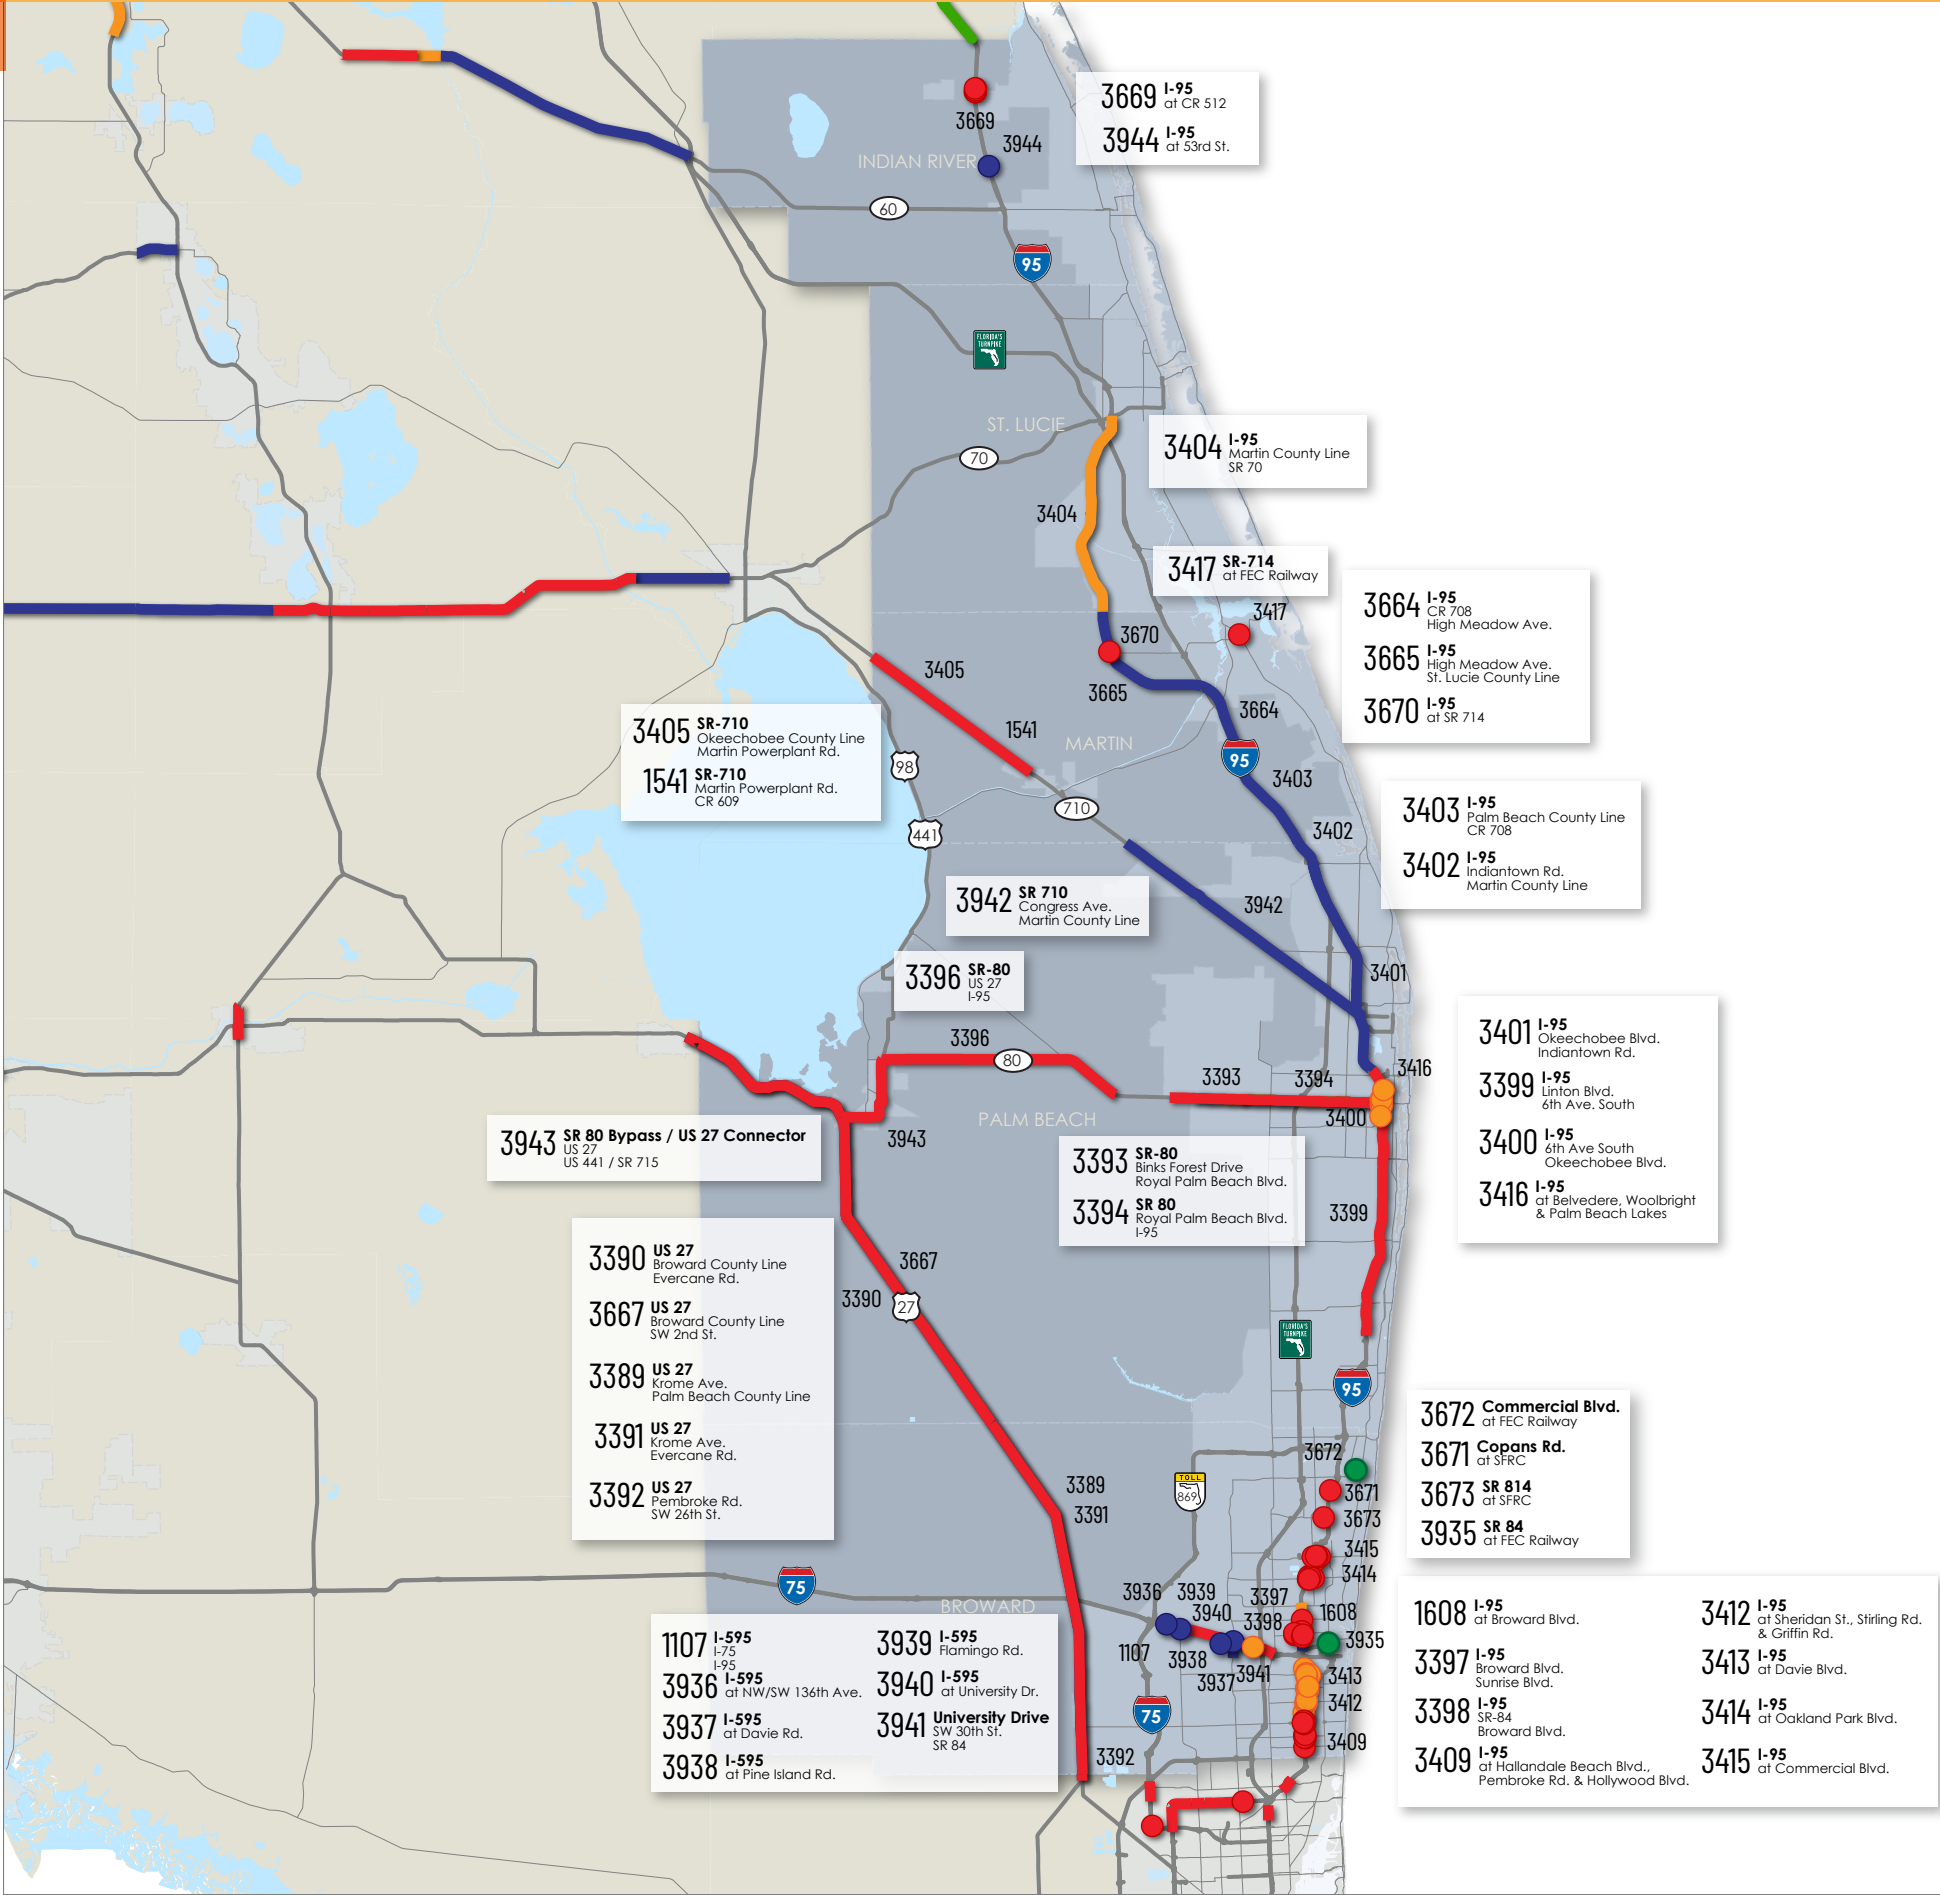 3669 I-95
at CR 512
3944 I-95
at 53rd St.
3669
3944
INDIAN RIVER
60
95
FLORIDA'S
TURNPIKE
ST. LUCIE
70
3404 I-95
Martin County Line
SR 70
3404
3417 SR-714
at FEC Railway
3417
3664 I-95
CR 708
High Meadow Ave.
3665 I-95
High Meadow Ave.
St. Lucie County Line
3670 I-95
at SR 714
3670
3405
3665
3664
1541
MARTIN
3405 SR-710
Okeechobee County Line
Martin Powerplant Rd.
1541 SR-710
Martin Powerplant Rd.
CR 609
98
95
3403
710
441
3402
3403 I-95
Palm Beach County Line
CR 708
3402 I-95
Indiantown Rd.
Martin County Line
3942 SR 710
Congress Ave.
Martin County Line
3942
3401
3396 SR-80
US 27
I-95
3396
80
3393
3394
3416
3400
3401 I-95
Okeechobee Blvd.
Indiantown Rd.
3399 I-95
Linton Blvd.
6th Ave. South
3400 I-95
6th Ave South
Okeechobee Blvd.
3416 I-95
at Belvedere, Woolbright
& Palm Beach Lakes
PALM BEACH
3943
3943 SR 80 Bypass / US 27 Connector
US 27
US 441 / SR 715
3393 SR-80
Binks Forest Drive
Royal Palm Beach Blvd.
3394 SR 80
Royal Palm Beach Blvd.
I-95
3399
3667
3390
27
3390 US 27
Broward County Line
Evercane Rd.
3667 US 27
Broward County Line
SW 2nd St.
3389 US 27
Krome Ave.
Palm Beach County Line
3391 US 27
Krome Ave.
Evercane Rd.
3392 US 27
Pembroke Rd.
SW 26th St.
FLORIDA'S
TURNPIKE
95
3672 Commercial Blvd.
at FEC Railway
3671 Copans Rd.
at SFRC
3673 SR 814
at SFRC
3935 SR 84
at FEC Railway
3672
TOLL
869
3389
3391
3671
3673
3415
3414
75
BROWARD
3936
3939
3397
3940
3398
1608
3935
1107
3938
3937
3941
3413
3412
75
3409
3392
1107 I-595
I-75
I-95
3936 I-595
at NW/SW 136th Ave.
3937 I-595
at Davie Rd.
3938 I-595
at Pine Island Rd.
3939 I-595
Flamingo Rd.
3940 I-595
at University Dr.
3941 University Drive
SW 30th St.
SR 84
1608 I-95
at Broward Blvd.
3397 I-95
Broward Blvd.
Sunrise Blvd.
3398 I-95
SR-84
Broward Blvd.
3409 I-95
at Hallandale Beach Blvd.,
Pembroke Rd. & Hollywood Blvd.
3412 I-95
at Sheridan St., Stirling Rd.
& Griffin Rd.
3413 I-95
at Davie Blvd.
3414 I-95
at Oakland Park Blvd.
3415 I-95
at Commercial Blvd.